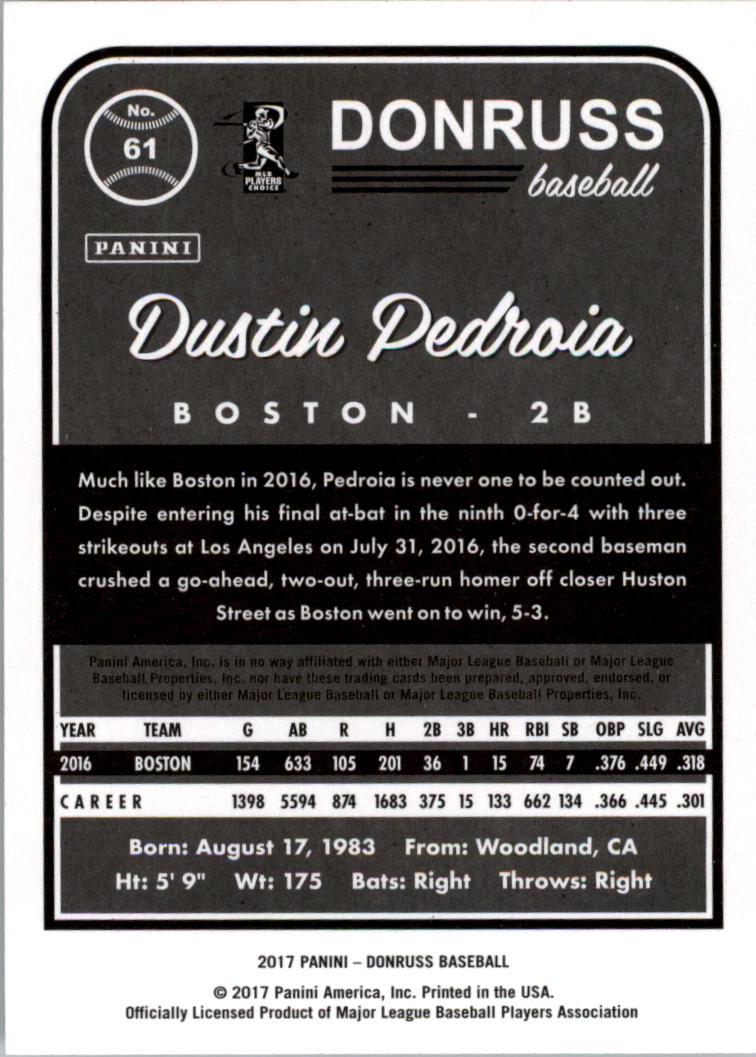 No.
61
MLB
PLAYERS
CHOICE
DONRUSS
baseball
PANINI
Dustin Pedroia
BOSTON - 2B
Much like Boston in 2016, Pedroia is never one to be counted out.
Despite entering his final at-bat in the ninth 0-for-4 with three
strikeouts at Los Angeles on July 31, 2016, the second baseman
crushed a go-ahead, two-out, three-run homer off closer Huston
Street as Boston went on to win, 5-3.
Panini America, Inc. is in no way affiliated with either Major League Baseball or Major League
Baseball Properties, Inc. nor have these trading cards been prepared, approved, endorsed, or
licensed by either Major League Baseball or Major League Baseball Properties, Inc.
YEAR TEAM G AB R H 2B 3B HR RBI SB OBP SLG AVG
2016 BOSTON 154 633 105 201 36 1 15 74 7 .376 .449 .318
CAREER 1398 5594 874 1683 375 15 133 662 134 .366 .445 .301
Born: August 17, 1983 From: Woodland, CA
Ht: 5' 9" Wt: 175 Bats: Right Throws: Right
2017 PANINI – DONRUSS BASEBALL
© 2017 Panini America, Inc. Printed in the USA.
Officially Licensed Product of Major League Baseball Players Association